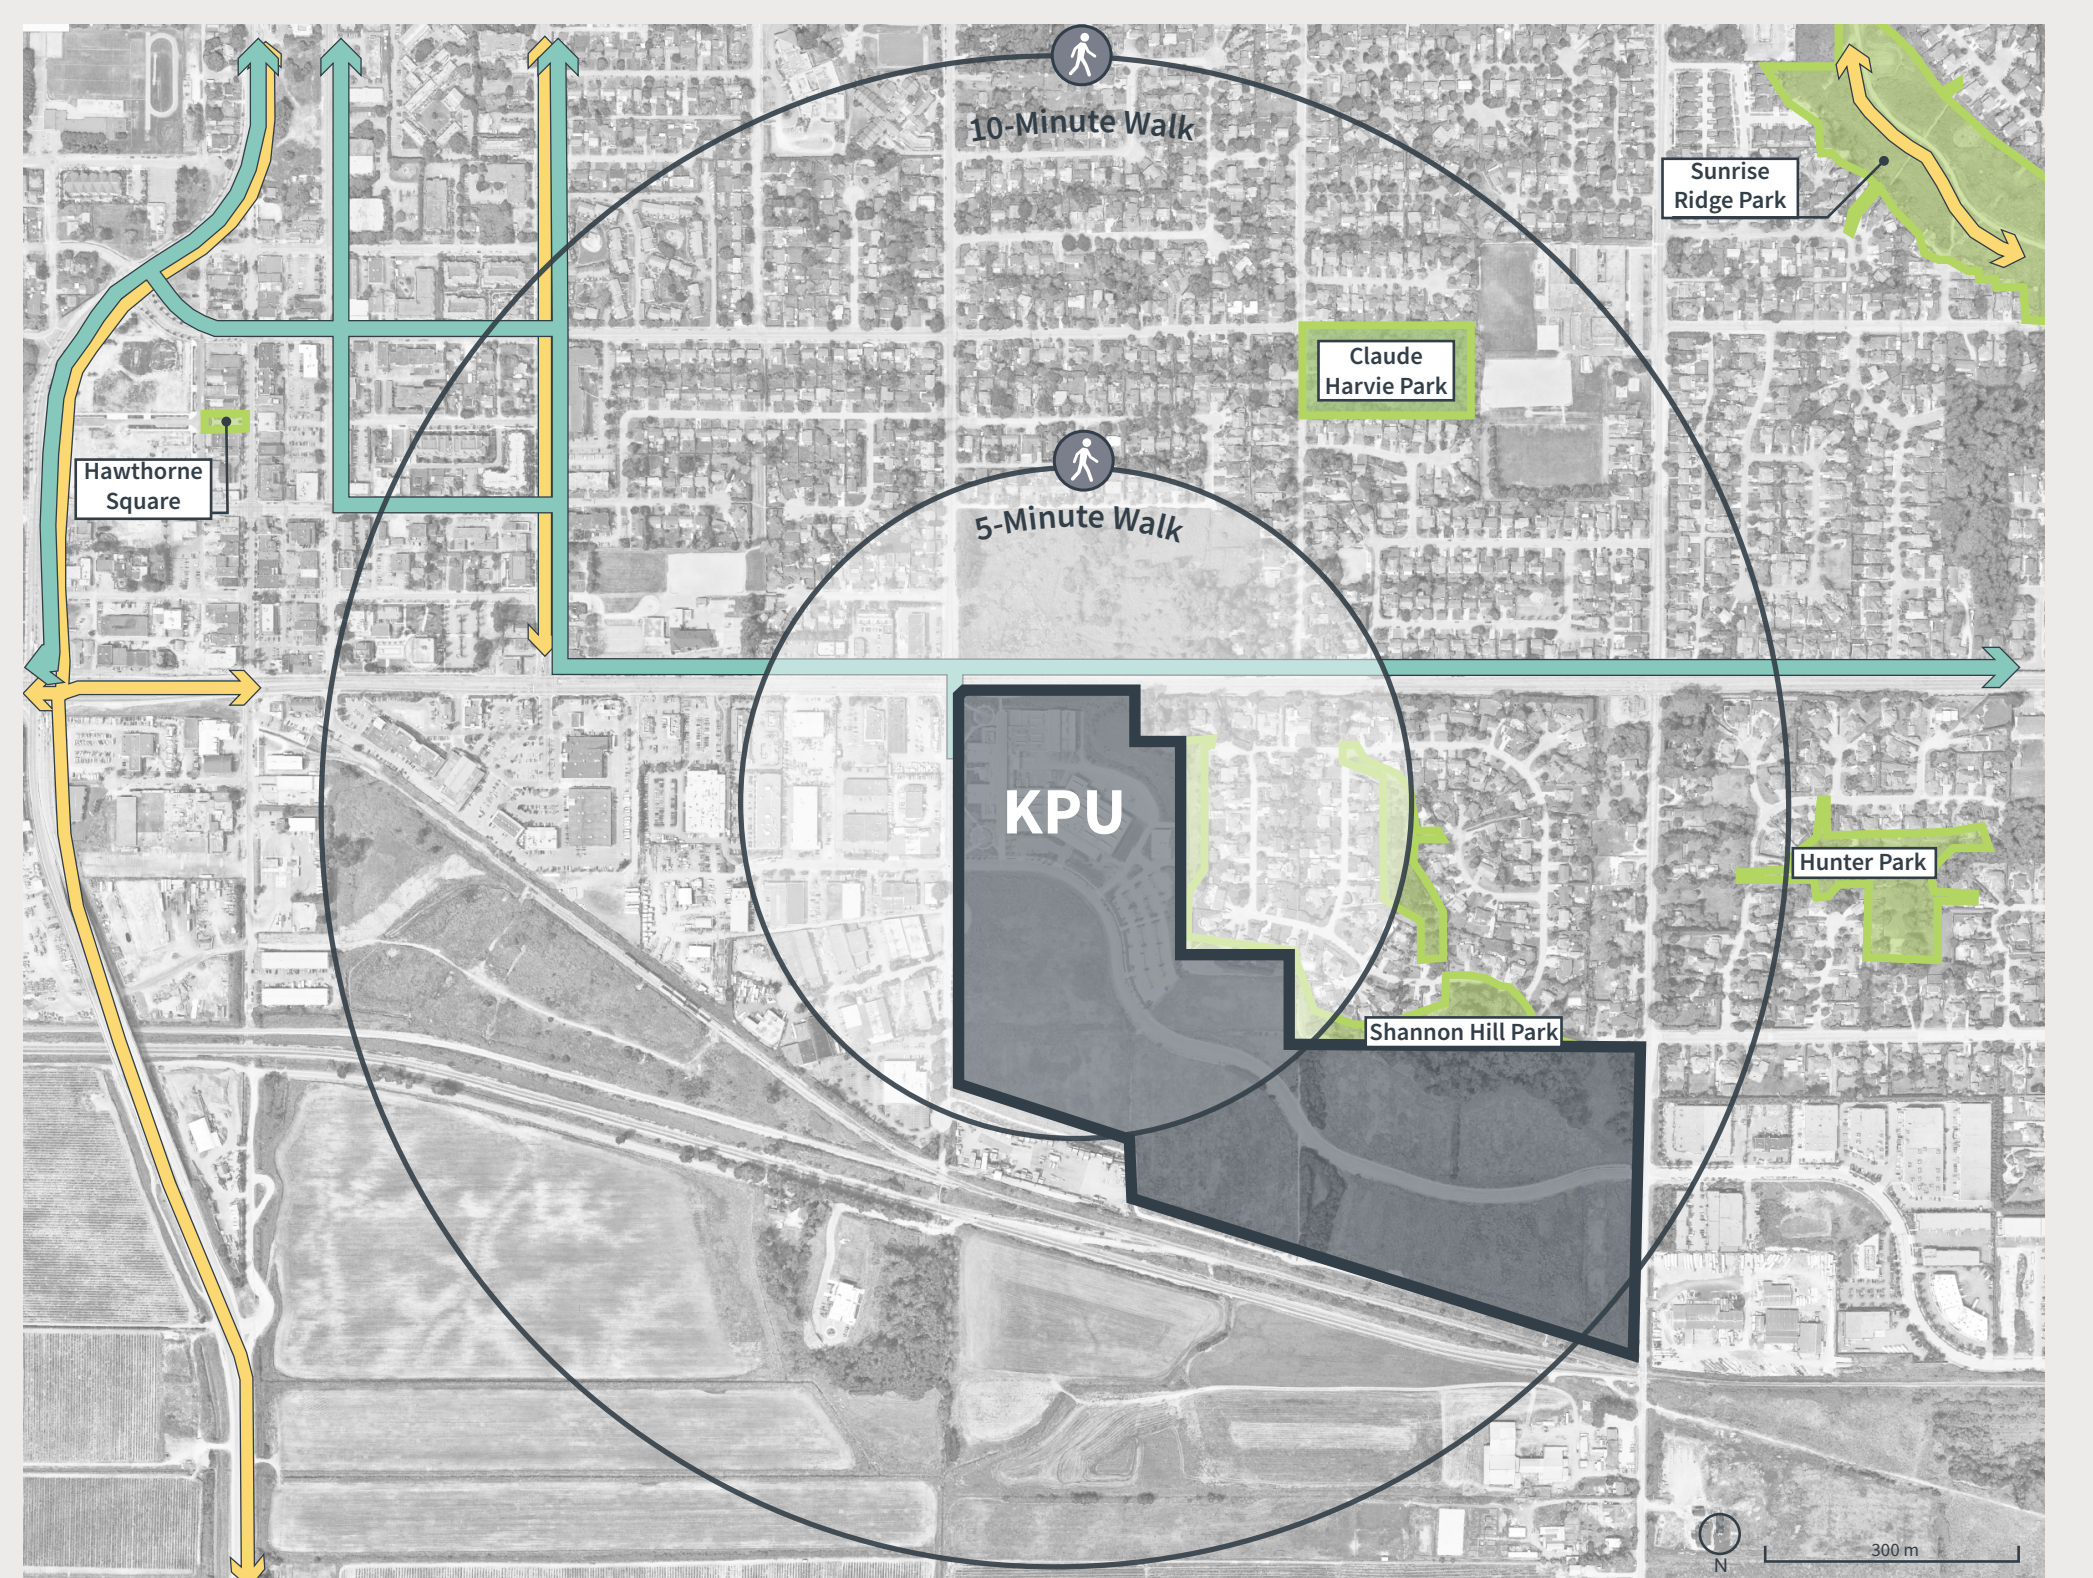 10-Minute Walk
Sunrise
Ridge Park
Claude
Harvie Park
Hawthorne
Square
5-Minute Walk
KPU
Hunter Park
Shannon Hill Park
N
300 m